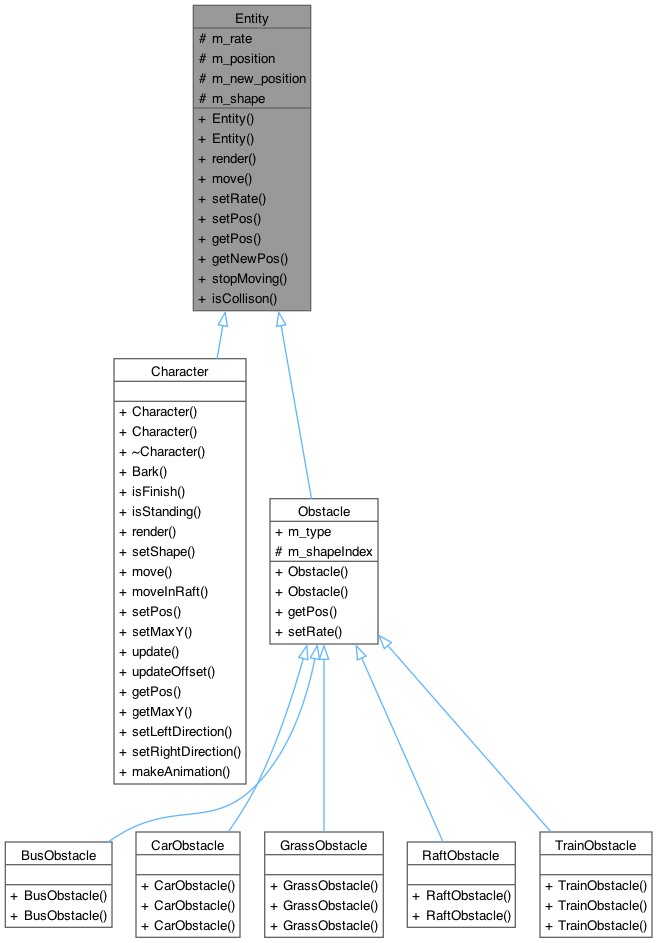 Entity
# m_rate
# m_position
# m_new_position
# m_shape
+ Entity()
+ Entity()
+ render()
+ move()
+ setRate()
+ setPos()
+ getPos()
+ getNewPos()
+ stopMoving()
+ isCollison()
Character
+ Character()
+ Character()
+ ~Character()
+ Bark()
+ isFinish()
+ isStanding()
+ render()
+ setShape()
+ move()
+ moveInRaft()
+ setPos()
+ setMaxY()
+ update()
+ updateOffset()
+ getPos()
+ getMaxY()
+ setLeftDirection()
+ setRightDirection()
+ makeAnimation()
Obstacle
+ m_type
# m_shapeIndex
+ Obstacle()
+ Obstacle()
+ getPos()
+ setRate()
BusObstacle
+ BusObstacle()
+ BusObstacle()
CarObstacle
+ CarObstacle()
+ CarObstacle()
+ CarObstacle()
GrassObstacle
+ GrassObstacle()
+ GrassObstacle()
+ GrassObstacle()
RaftObstacle
+ RaftObstacle()
+ RaftObstacle()
TrainObstacle
+ TrainObstacle()
+ TrainObstacle()
+ TrainObstacle()